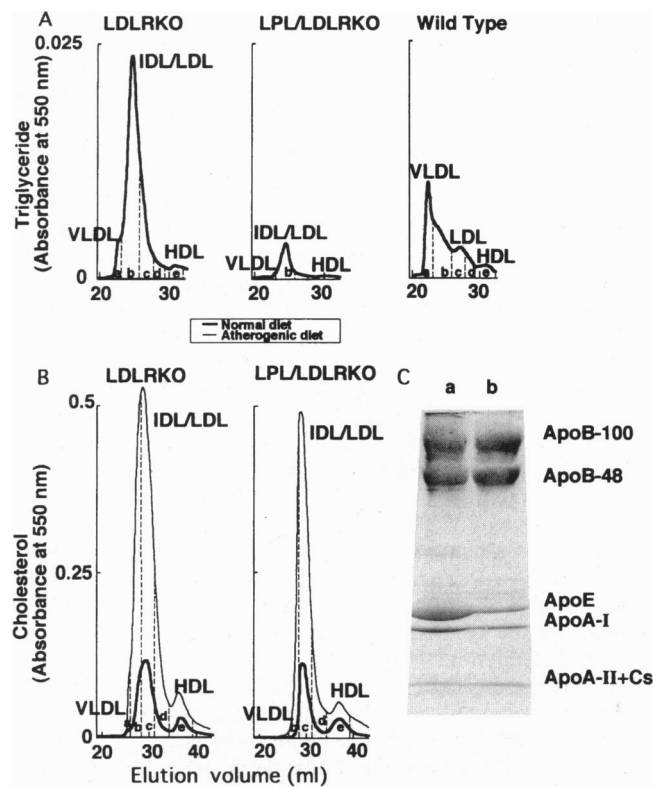 A
LDLRKO
LPL/LDLRKO
Wild Type
Triglyceride
(Absorbance at 550 nm)
0.025
0
IDL/LDL
VLDL
HDL
a b c d e
20 30
IDL/LDL
VLDL
HDL
b
20 30
VLDL
LDL
HDL
a b c d e
20 30
Normal diet
Atherogenic diet
B
LDLRKO
LPL/LDLRKO
Cholesterol
(Absorbance at 550 nm)
0.5
0.25
0
IDL/LDL
VLDL
HDL
b c d e
20 30 40
IDL/LDL
VLDL
HDL
c d e
20 30 40
Elution volume (ml)
C
a b
ApoB-100
ApoB-48
ApoE
ApoA-I
ApoA-II+Cs